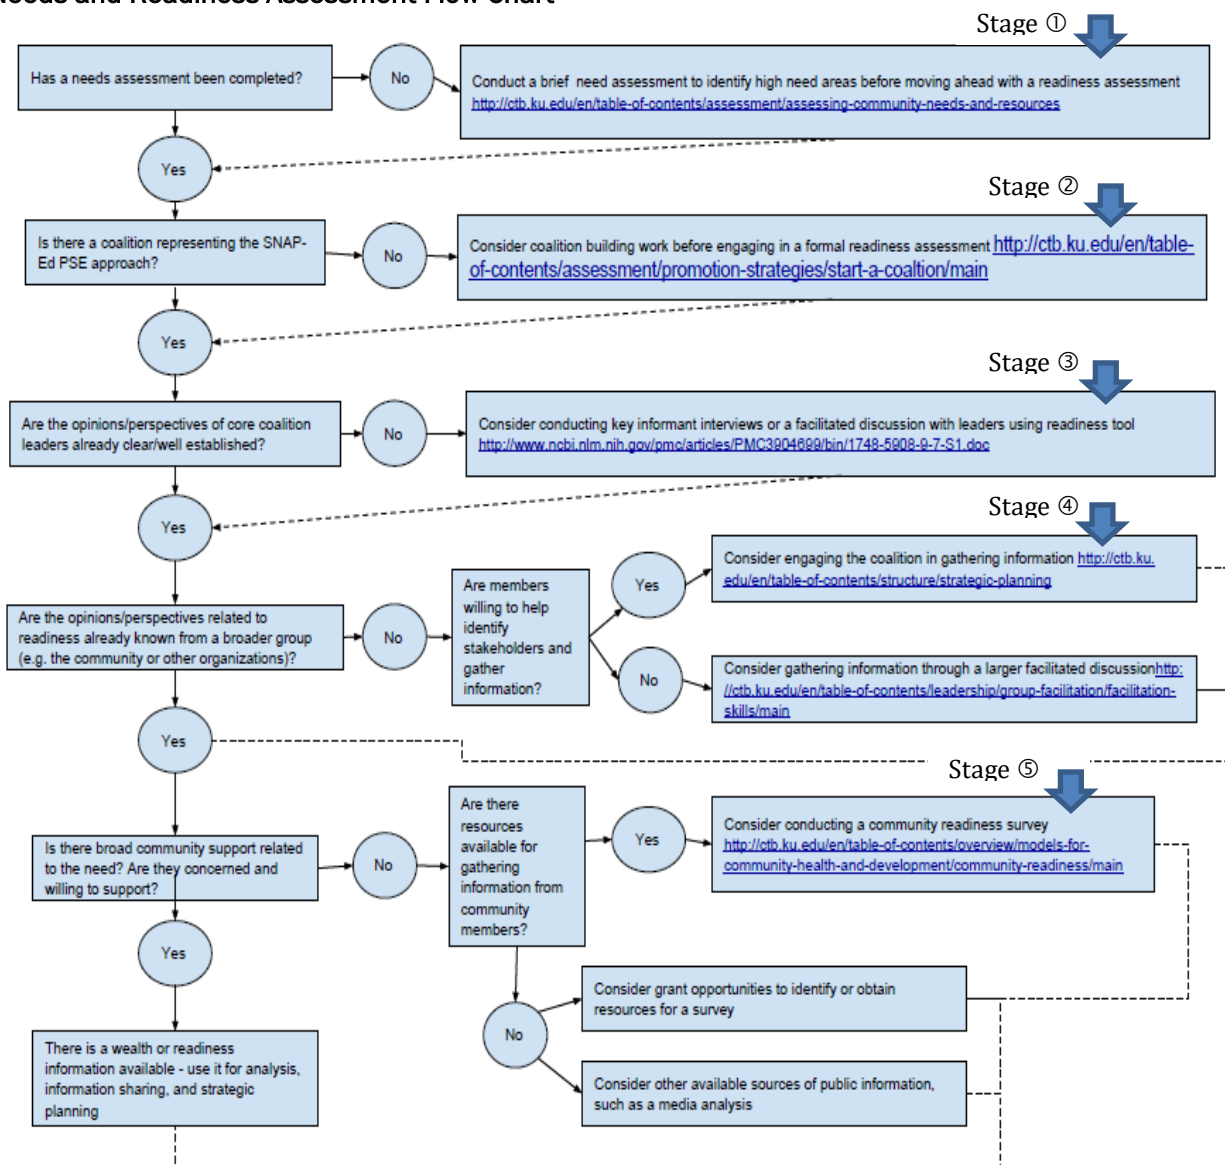 Needs and Readiness Assessment Flow Chart
Stage ①
Has a needs assessment been completed?
No
Conduct a brief need assessment to identify high need areas before moving ahead with a readiness assessment
http://ctb.ku.edu/en/table-of-contents/assessment/assessing-community-needs-and-resources
Yes
Stage ②
Is there a coalition representing the SNAP-
Ed PSE approach?
No
Consider coalition building work before engaging in a formal readiness assessment http://ctb.ku.edu/en/table-
of-contents/assessment/promotion-strategies/start-a-coaltion/main
Yes
Stage ③
Are the opinions/perspectives of core coalition
leaders already clear/well established?
No
Consider conducting key informant interviews or a facilitated discussion with leaders using readiness tool
http://www.ncbi.nlm.nih.gov/pmc/articles/PMC3904699/bin/1748-5908-9-7-S1.doc
Yes
Stage ④
Are the opinions/perspectives related to
readiness already known from a broader group
(e.g. the community or other organizations)?
No
Are members
willing to help
identify
stakeholders and
gather
information?
Yes
Consider engaging the coalition in gathering information http://ctb.ku.
edu/en/table-of-contents/structure/strategic-planning
No
Consider gathering information through a larger facilitated discussionhttp:
//ctb.ku.edu/en/table-of-contents/leadership/group-facilitation/facilitation-
skills/main
Yes
Stage ⑤
Is there broad community support related
to the need? Are they concerned and
willing to support?
No
Are there
resources
available for
gathering
information from
community
members?
Yes
Consider conducting a community readiness survey
http://ctb.ku.edu/en/table-of-contents/overview/models-for-
community-health-and-development/community-readiness/main
Yes
No
Consider grant opportunities to identify or obtain
resources for a survey
Consider other available sources of public information,
such as a media analysis
There is a wealth or readiness
information available - use it for analysis,
information sharing, and strategic
planning